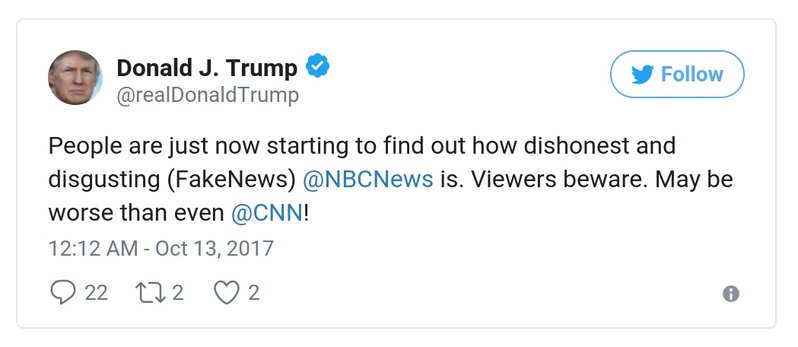 Donald J. Trump
Follow
@realDonaldTrump
People are just now starting to find out how dishonest and
disgusting (FakeNews) @NBCNews is. Viewers beware. May be
worse than even @CNN!
12:12 AM - Oct 13, 2017
22 2 2